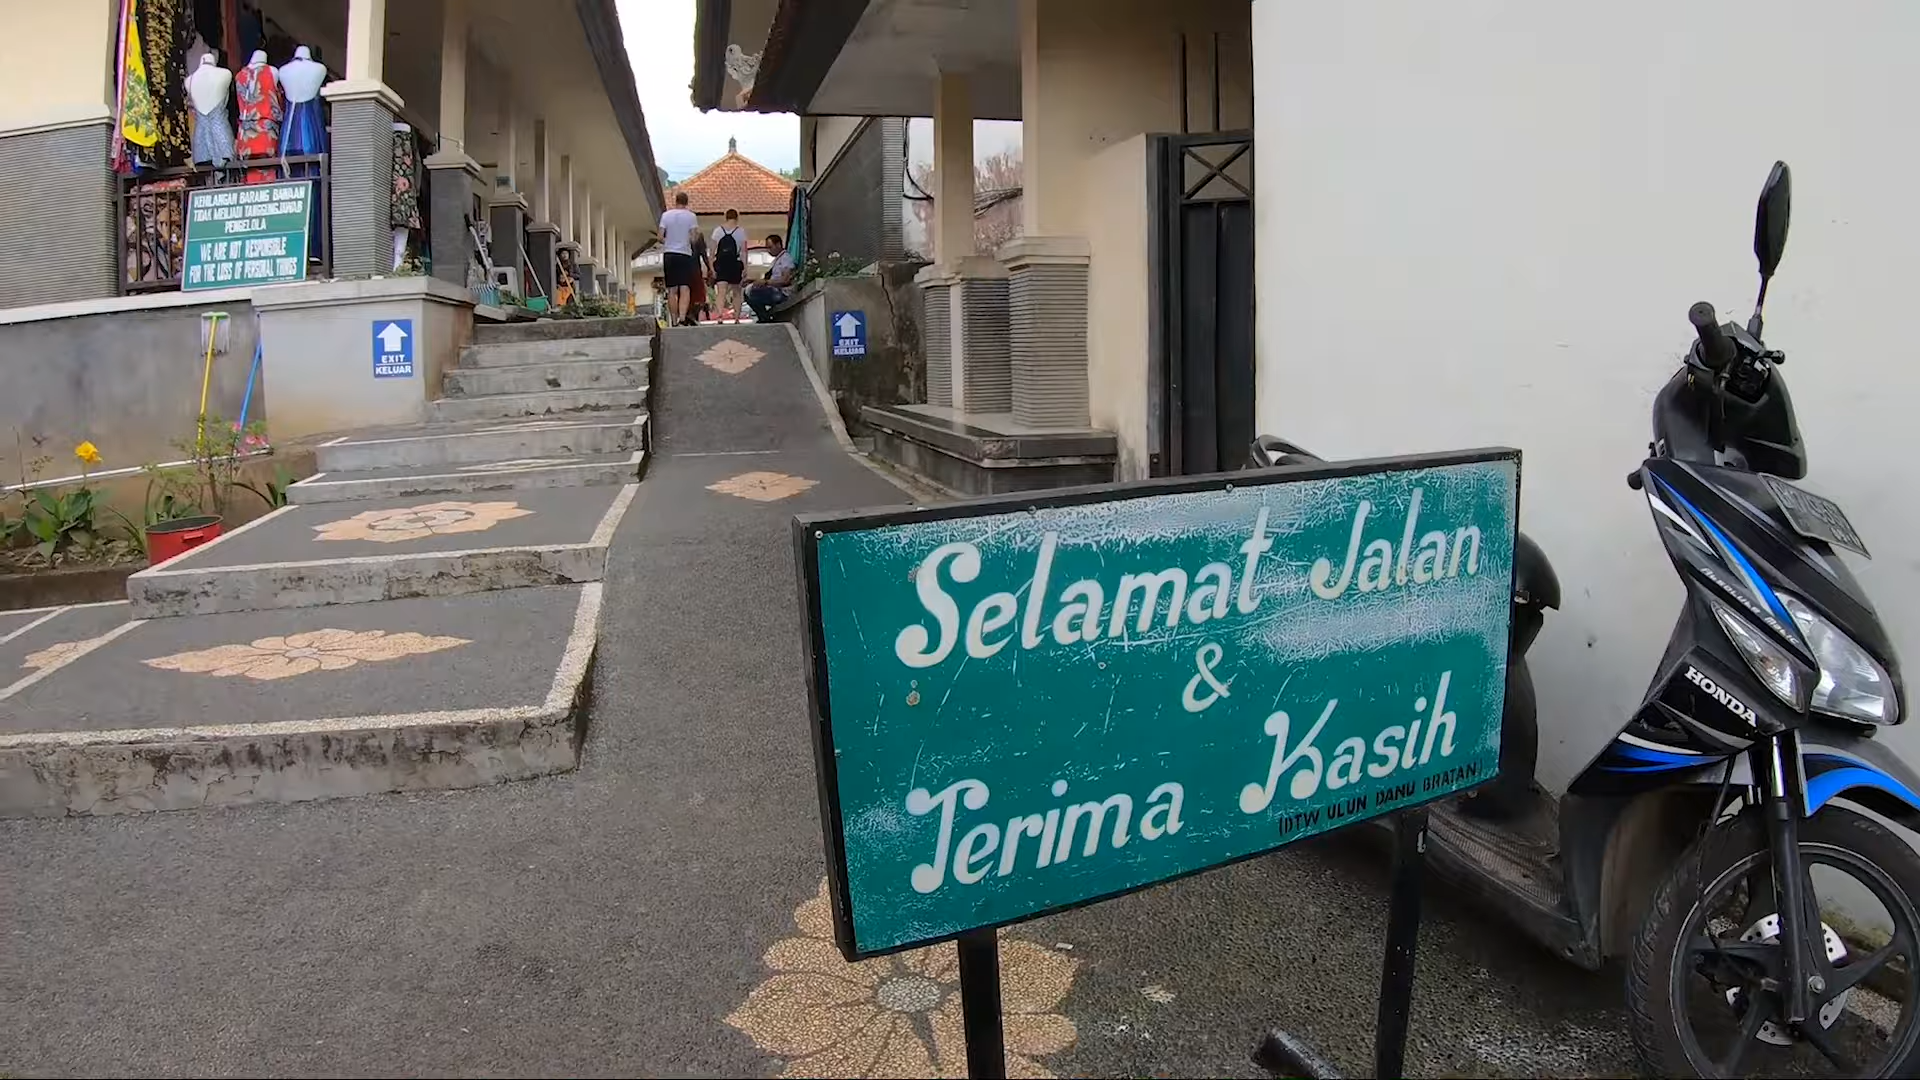 KEHILANGAN BARANG BAWAAN
TIDAK MENJADI TANGGUNGJAWAB
PENGELOLA
WE ARE NOT RESPONSIBLE
FOR THE LOSS OF PERSONAL THINGS
EXIT
KELUAR
EXIT
KELUAR
Selamat Jalan
&
Terima Kasih
(DTW ULUN DANU BRATAN)
HONDA